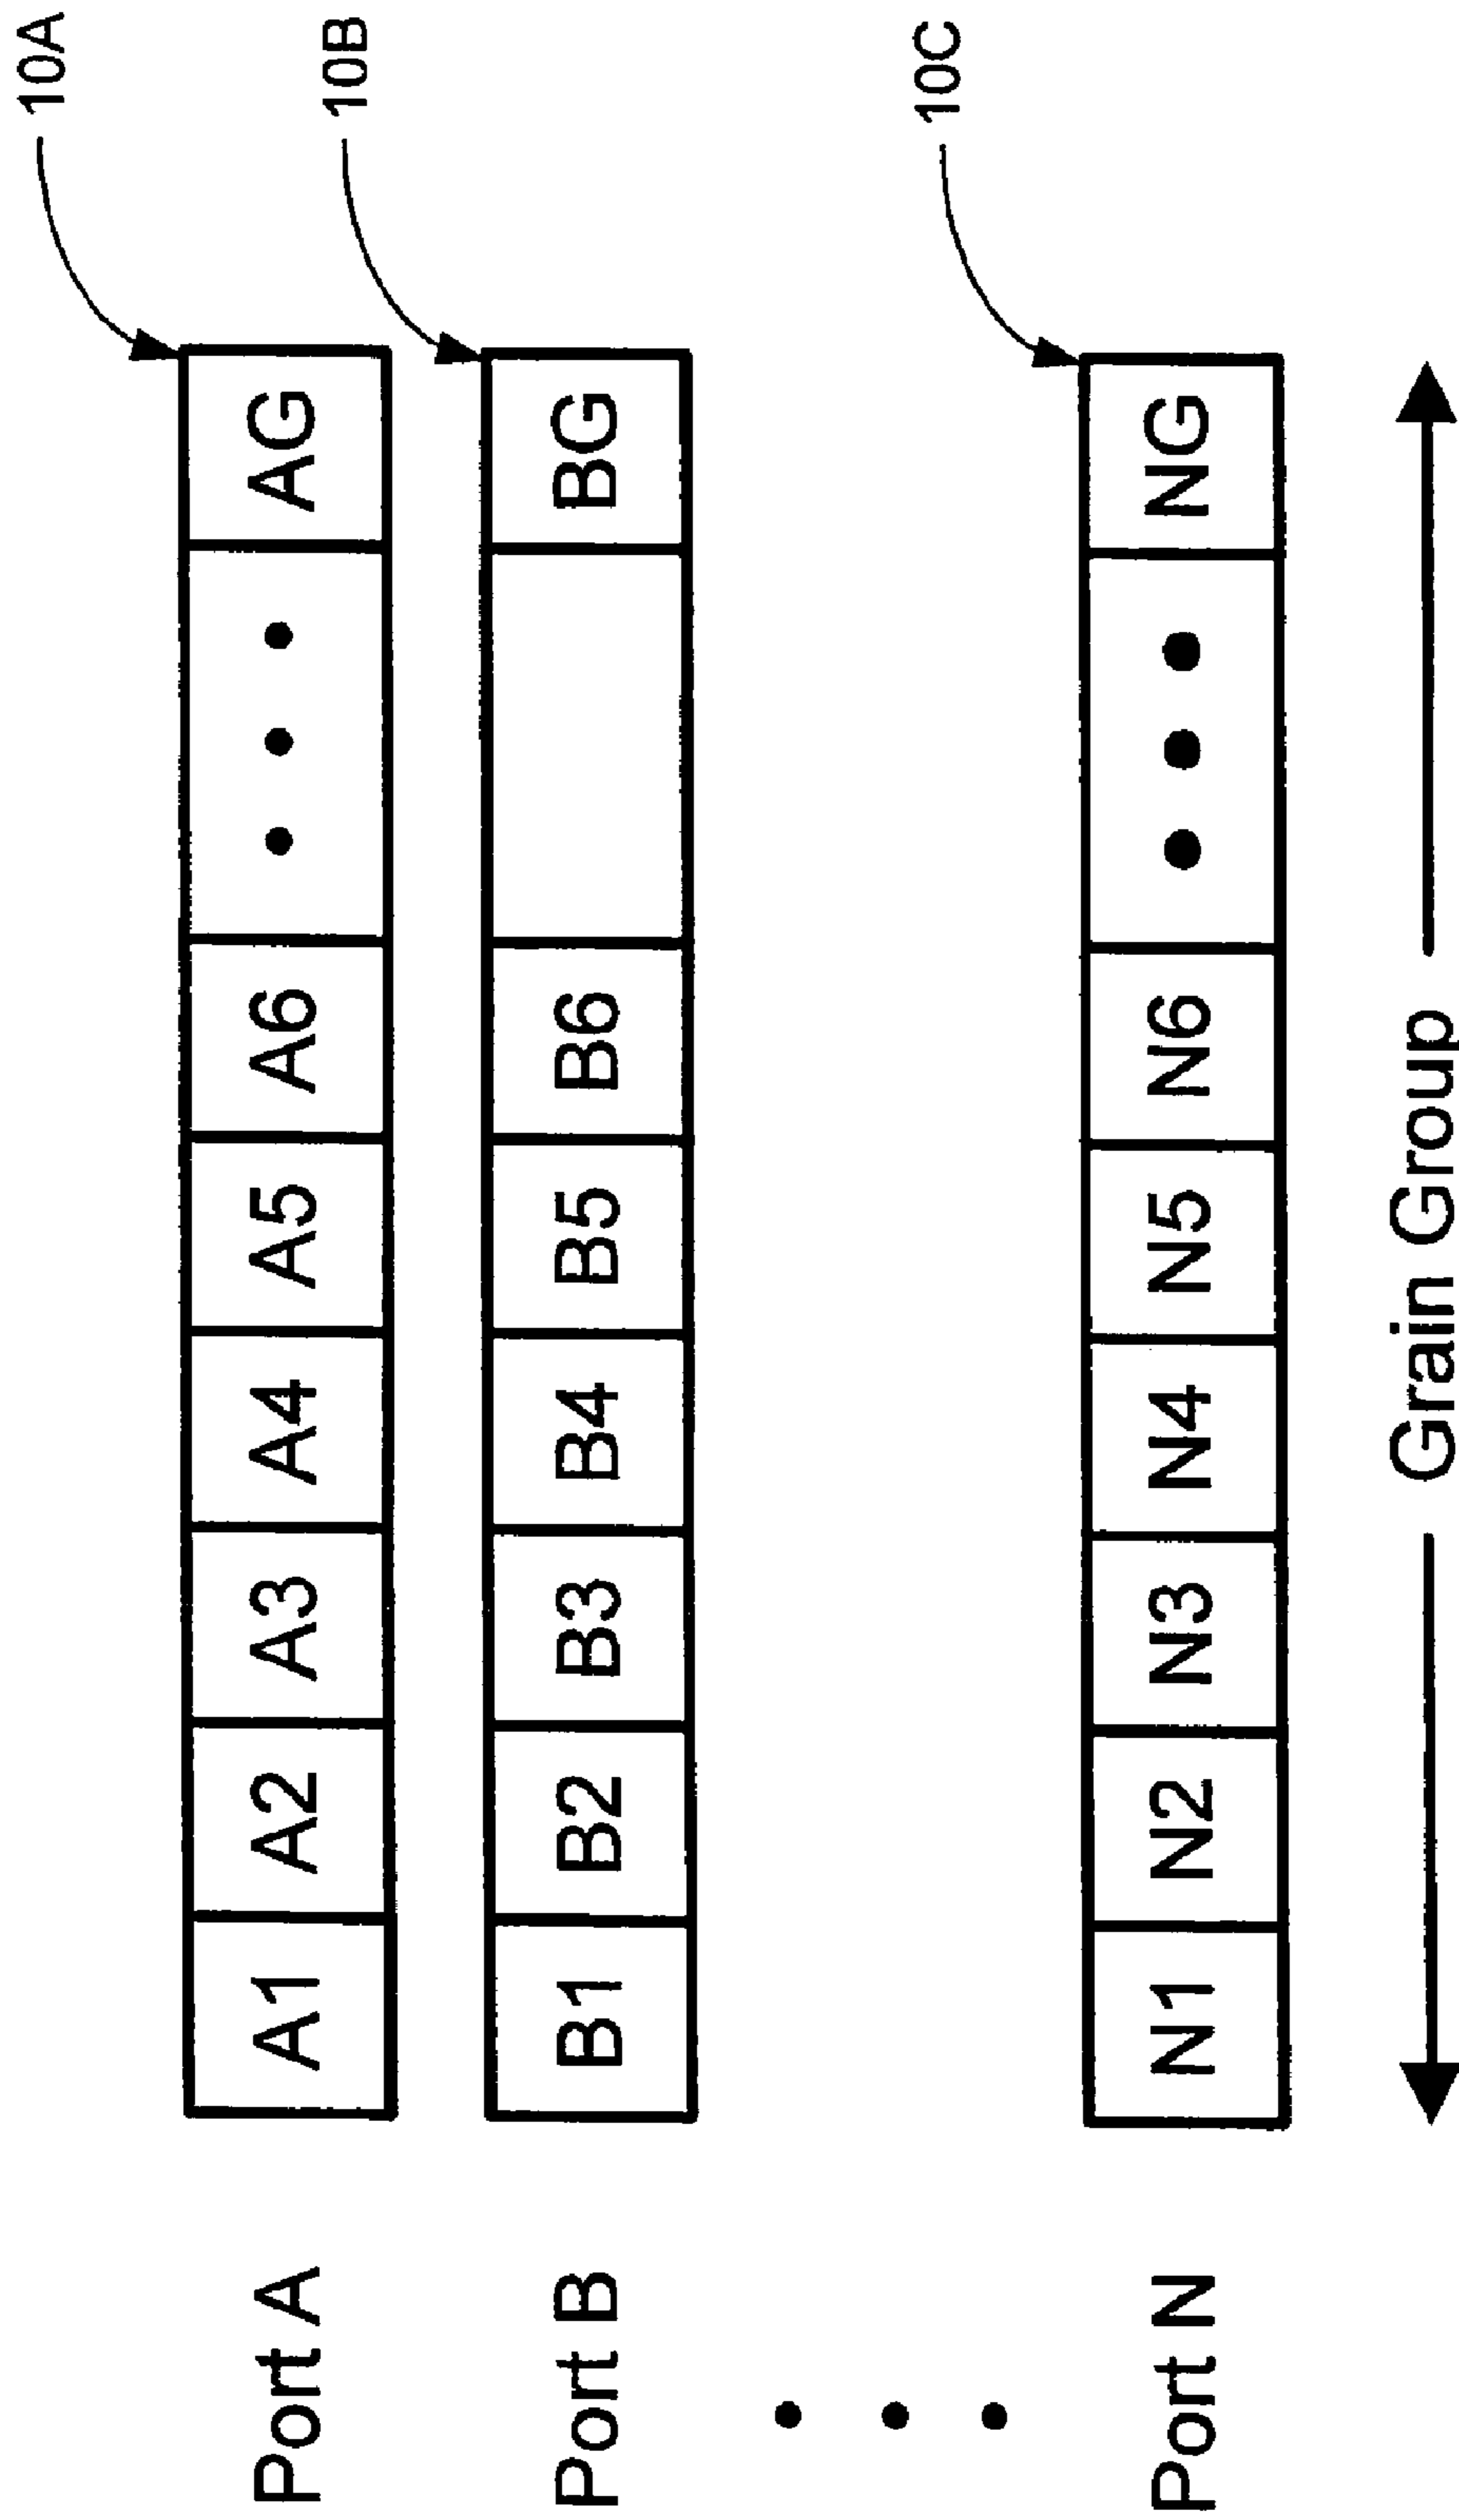 10A
Port A A1 A2 A3 A4 A5 A6 • • • AG
10B
Port B B1 B2 B3 B4 B5 B6 BG
• • •
10C
Port N N1 N2 N3 N4 N5 N6 • • • NG
Grain Group